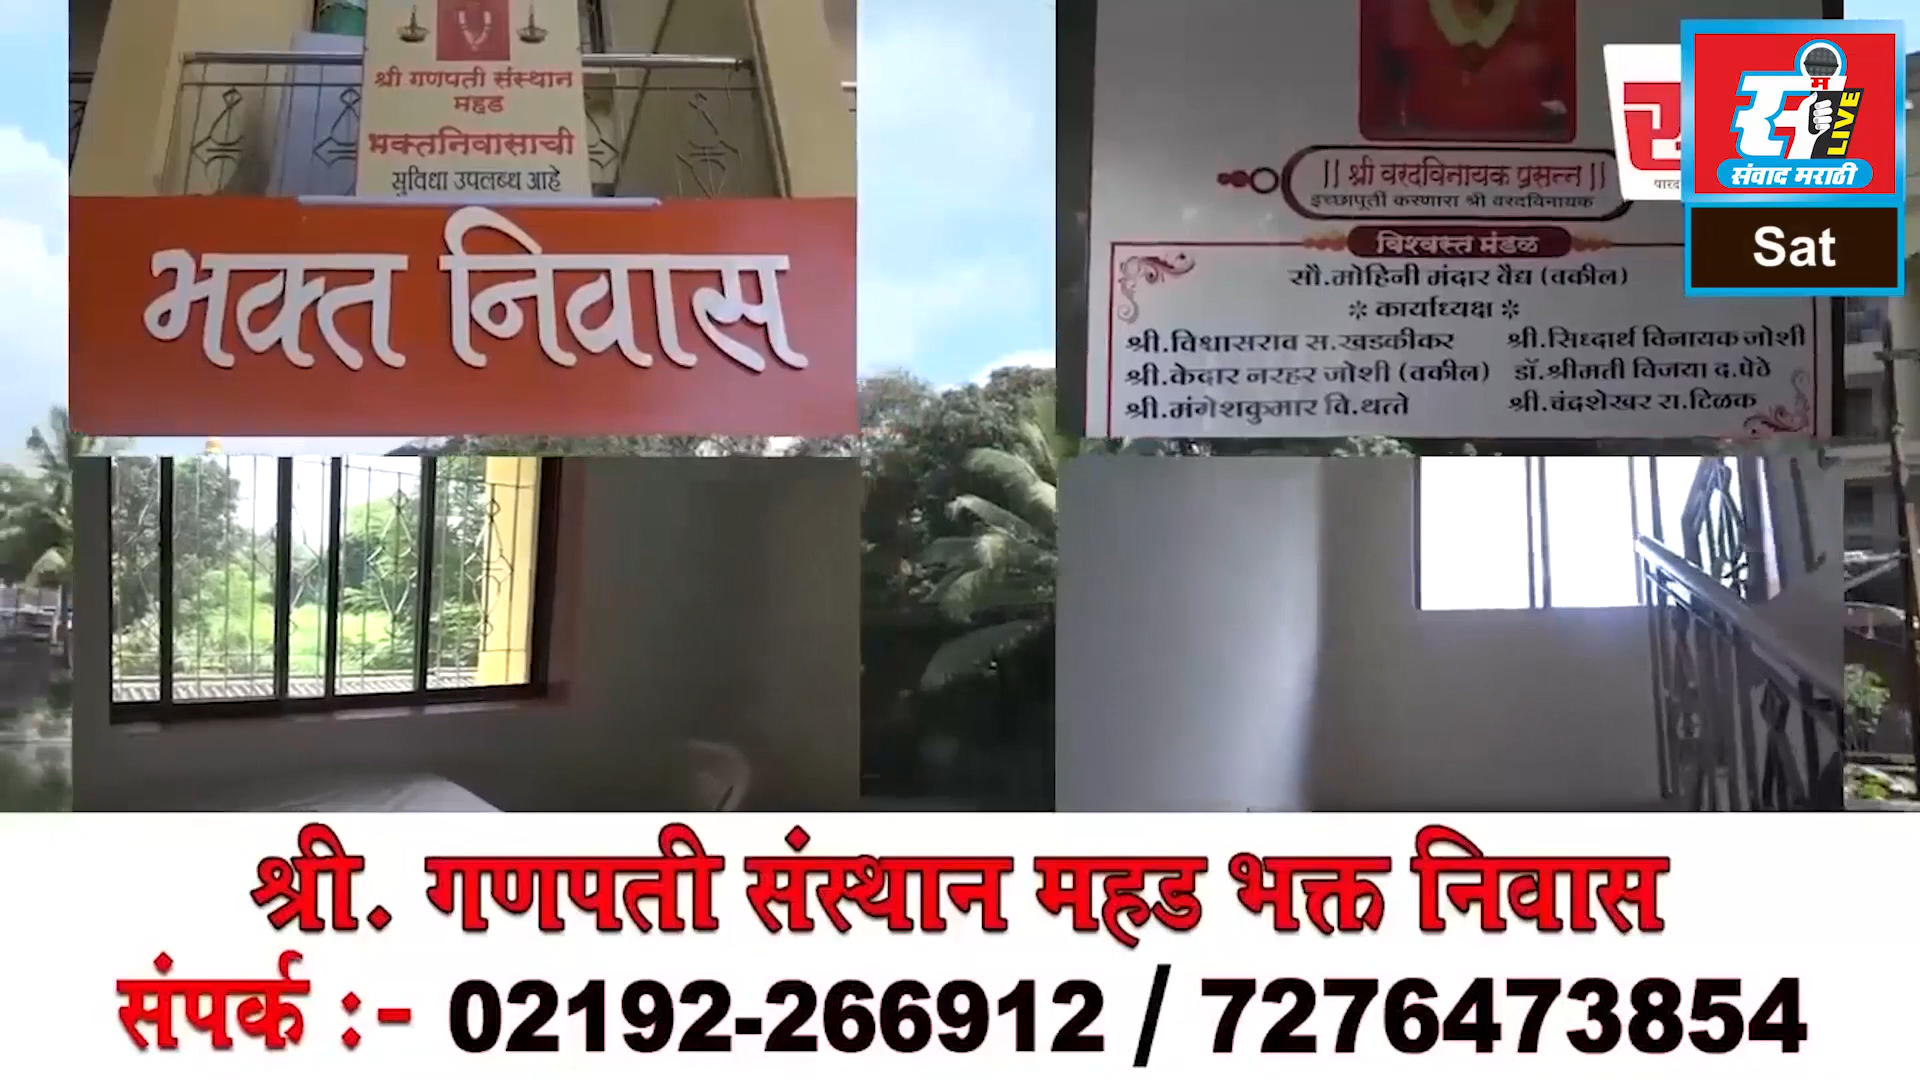 श्री गणपती संस्थान
महड
भक्तनिवासाची
सुविधा उपलब्ध आहे
भक्त निवास
|| श्री वरदविनायक प्रसन्न ||
इच्छापूर्ती करणारा श्री वरदविनायक
विश्वस्त मंडळ
सौ.मोहिनी मंदार वैद्य (वकील)
* कार्याध्यक्ष *
श्री.विश्वासराव स.खडकीकर श्री.सिध्दार्थ विनायक जोशी
श्री.केदार नरहर जोशी (वकील) डॉ.श्रीमती विजया द.पेठे
श्री.मंगेशकुमार वि.थत्ते श्री.चंद्रशेखर रा.टिळक
स
म
LIVE
संवाद मराठी
Sat
श्री. गणपती संस्थान महड भक्त निवास
संपर्क :- 02192-266912 / 7276473854